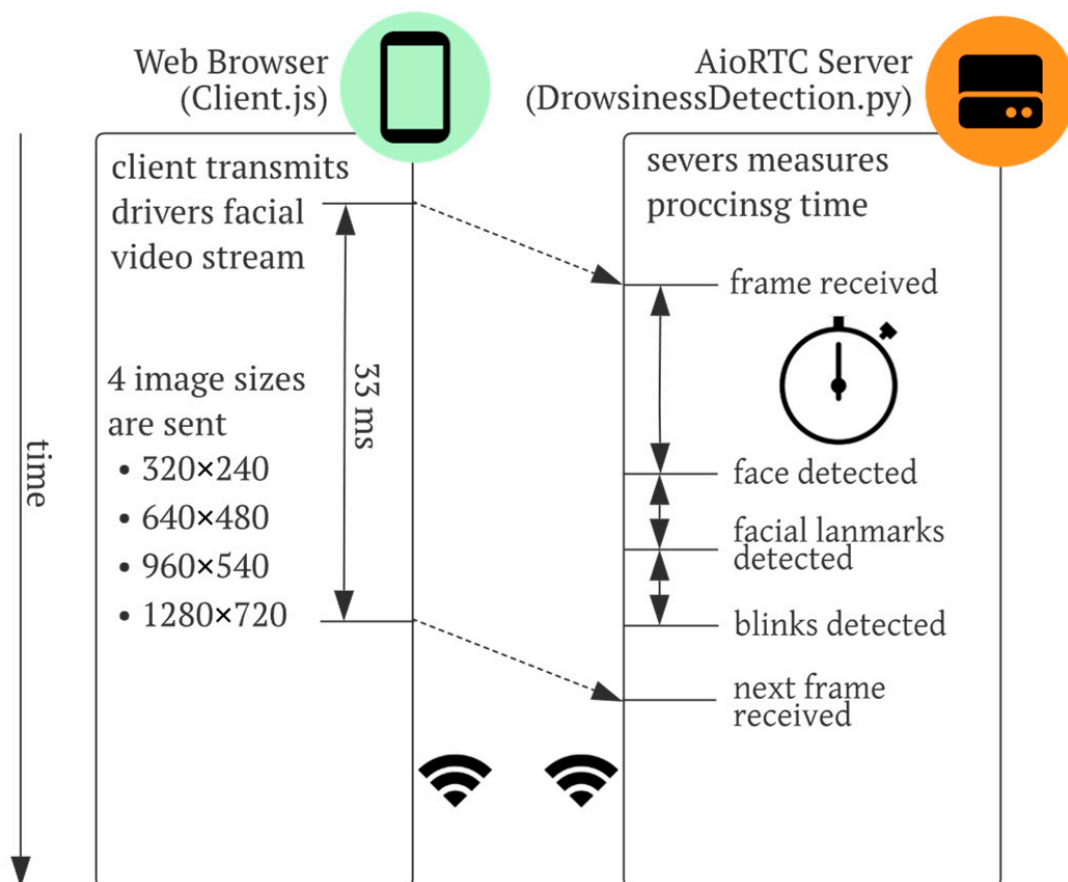 Web Browser
(Client.js)
AioRTC Server
(DrowsinessDetection.py)
time
client transmits
drivers facial
video stream
4 image sizes
are sent
• 320×240
• 640×480
• 960×540
• 1280×720
33 ms
severs measures
proccinsg time
frame received
face detected
facial lanmarks
detected
blinks detected
next frame
received